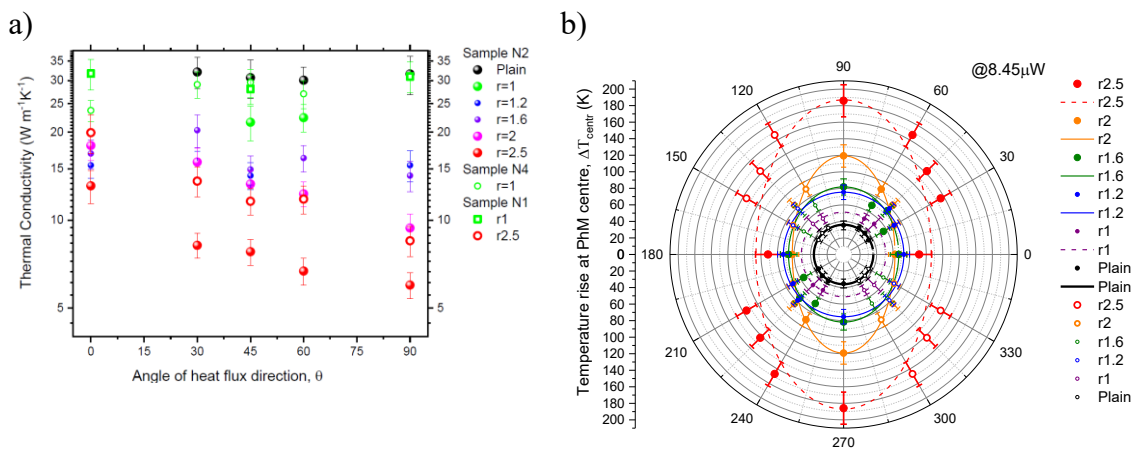 a)
Thermal Conductivity (W m⁻¹K⁻¹)
35
30
25
20
15
10
5
35
30
25
20
15
10
5
0
15
30
45
60
75
90
Angle of heat flux direction, θ
Sample N2
Plain
r=1
r=1.2
r=1.6
r=2
r=2.5
Sample N4
r=1
Sample N1
r1
r2.5
b)
@8.45μW
Temperature rise at PhM centre, ΔT_centr (K)
200
180
160
140
120
100
80
60
40
20
0
20
40
60
80
100
120
140
160
180
200
90
60
30
0
330
300
270
240
210
180
150
120
r2.5
r2.5
r2
r2
r1.6
r1.6
r1.2
r1.2
r1
r1
Plain
Plain
r2.5
r2
r1.6
r1.2
r1
Plain